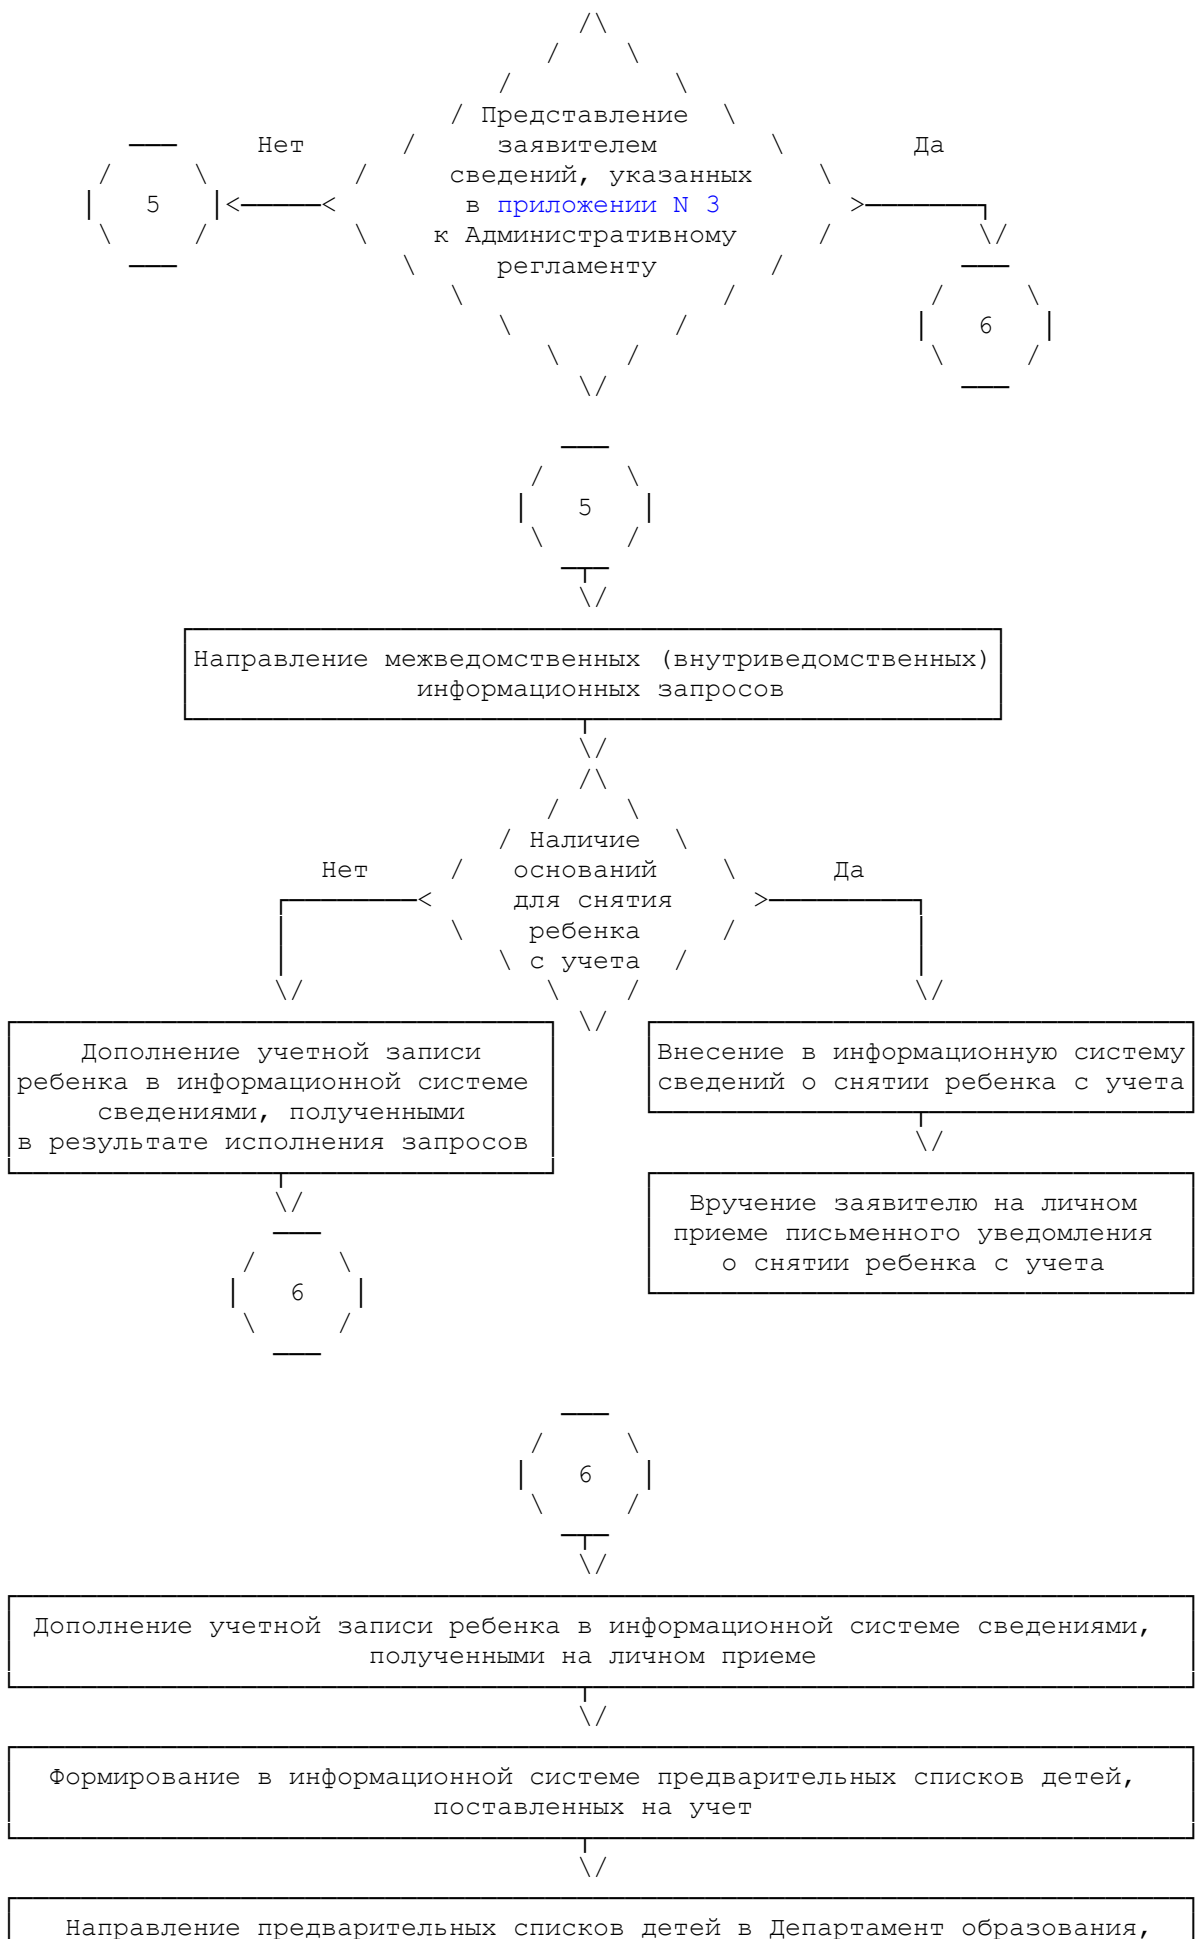 Представление
Нет заявителем Да
сведений, указанных
5 в приложении N 3
к Административному
регламенту
6
5
Направление межведомственных (внутриведомственных)
информационных запросов
Наличие
Нет оснований Да
для снятия
ребенка
с учета
Дополнение учетной записи
ребенка в информационной системе
сведениями, полученными
в результате исполнения запросов
Внесение в информационную систему
сведений о снятии ребенка с учета
Вручение заявителю на личном
приеме письменного уведомления
о снятии ребенка с учета
6
6
Дополнение учетной записи ребенка в информационной системе сведениями,
полученными на личном приеме
Формирование в информационной системе предварительных списков детей,
поставленных на учет
Направление предварительных списков детей в Департамент образования,